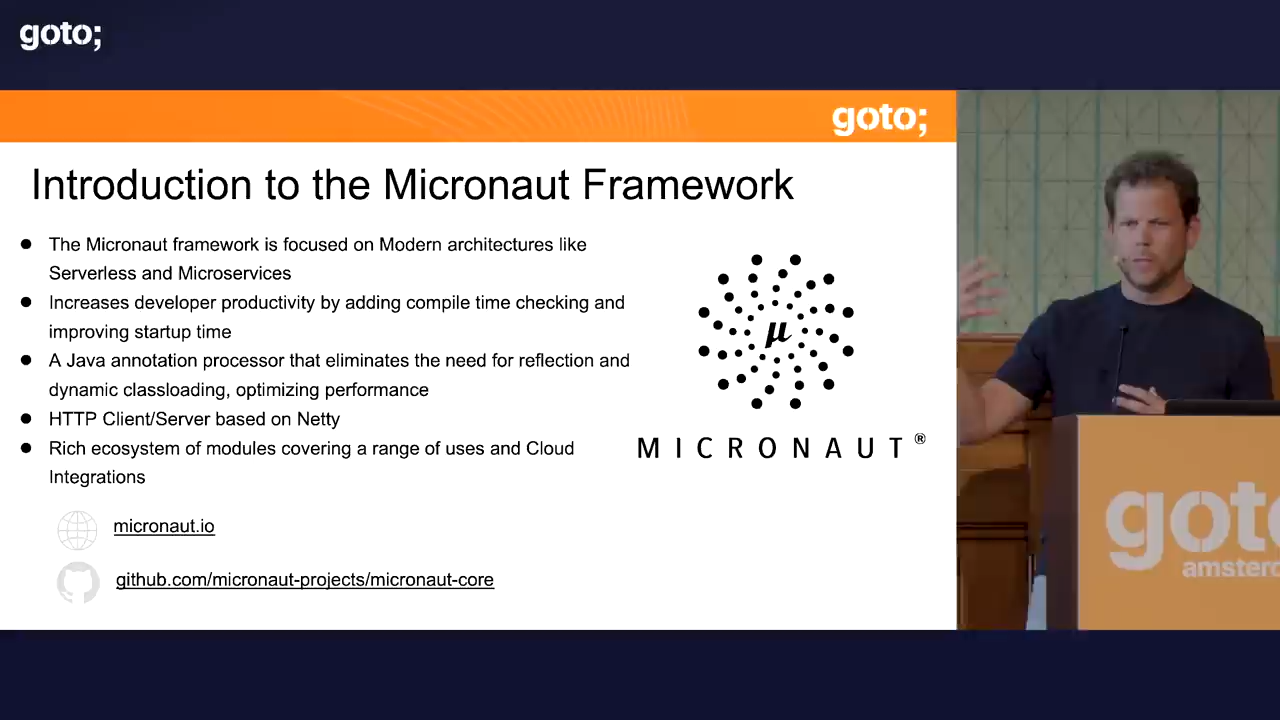 goto;
goto;
Introduction to the Micronaut Framework
● The Micronaut framework is focused on Modern architectures like
Serverless and Microservices
● Increases developer productivity by adding compile time checking and
improving startup time
● A Java annotation processor that eliminates the need for reflection and
dynamic classloading, optimizing performance
● HTTP Client/Server based on Netty
● Rich ecosystem of modules covering a range of uses and Cloud
Integrations
micronaut.io
github.com/micronaut-projects/micronaut-core
μ
MICRONAUT®
goto
amsterd